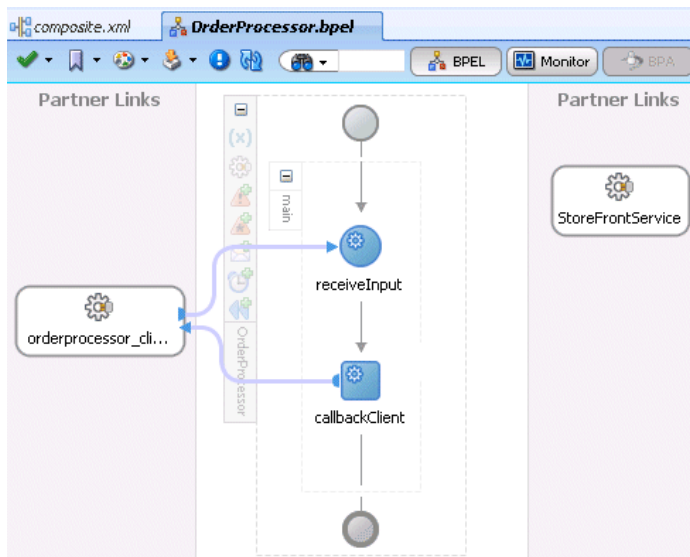 composite.xml OrderProcessor.bpel
BPEL Monitor BPA
Partner Links Partner Links
(x)
main
StoreFrontService
receiveInput
orderprocessor_cli...
OrderProcessor
callbackClient